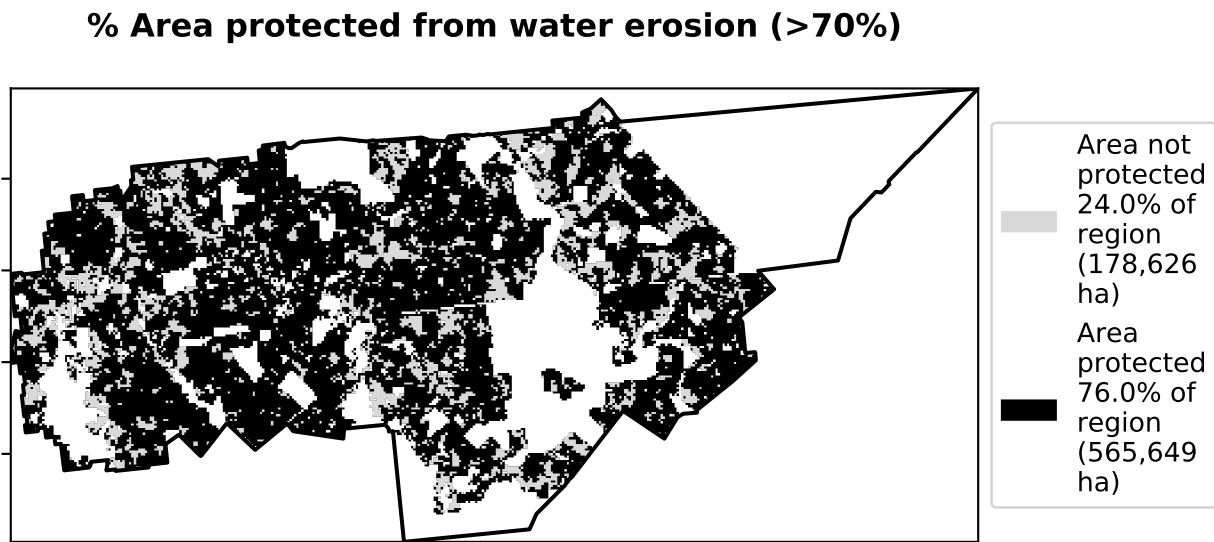 % Area protected from water erosion (>70%)
Area not
protected
24.0% of
region
(178,626
ha)
Area
protected
76.0% of
region
(565,649
ha)